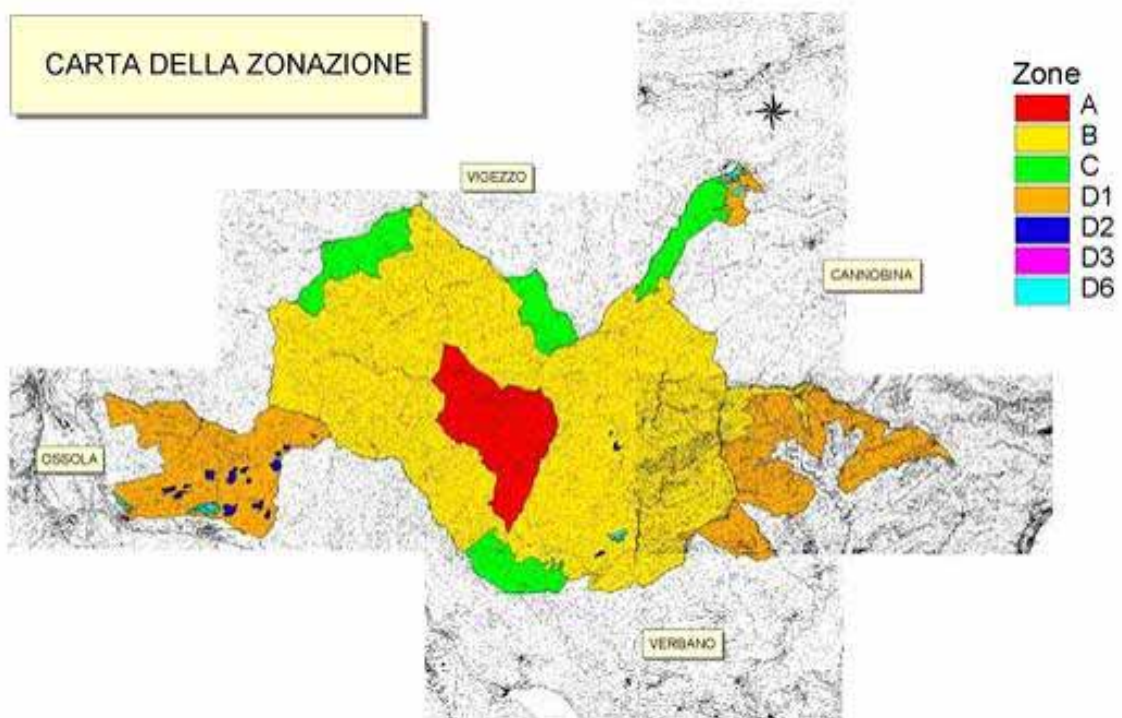 CARTA DELLA ZONAZIONE
Zone
A
B
C
D1
D2
D3
D6
VIGEZZO
CANNOBINA
OSSOLA
VERBANO